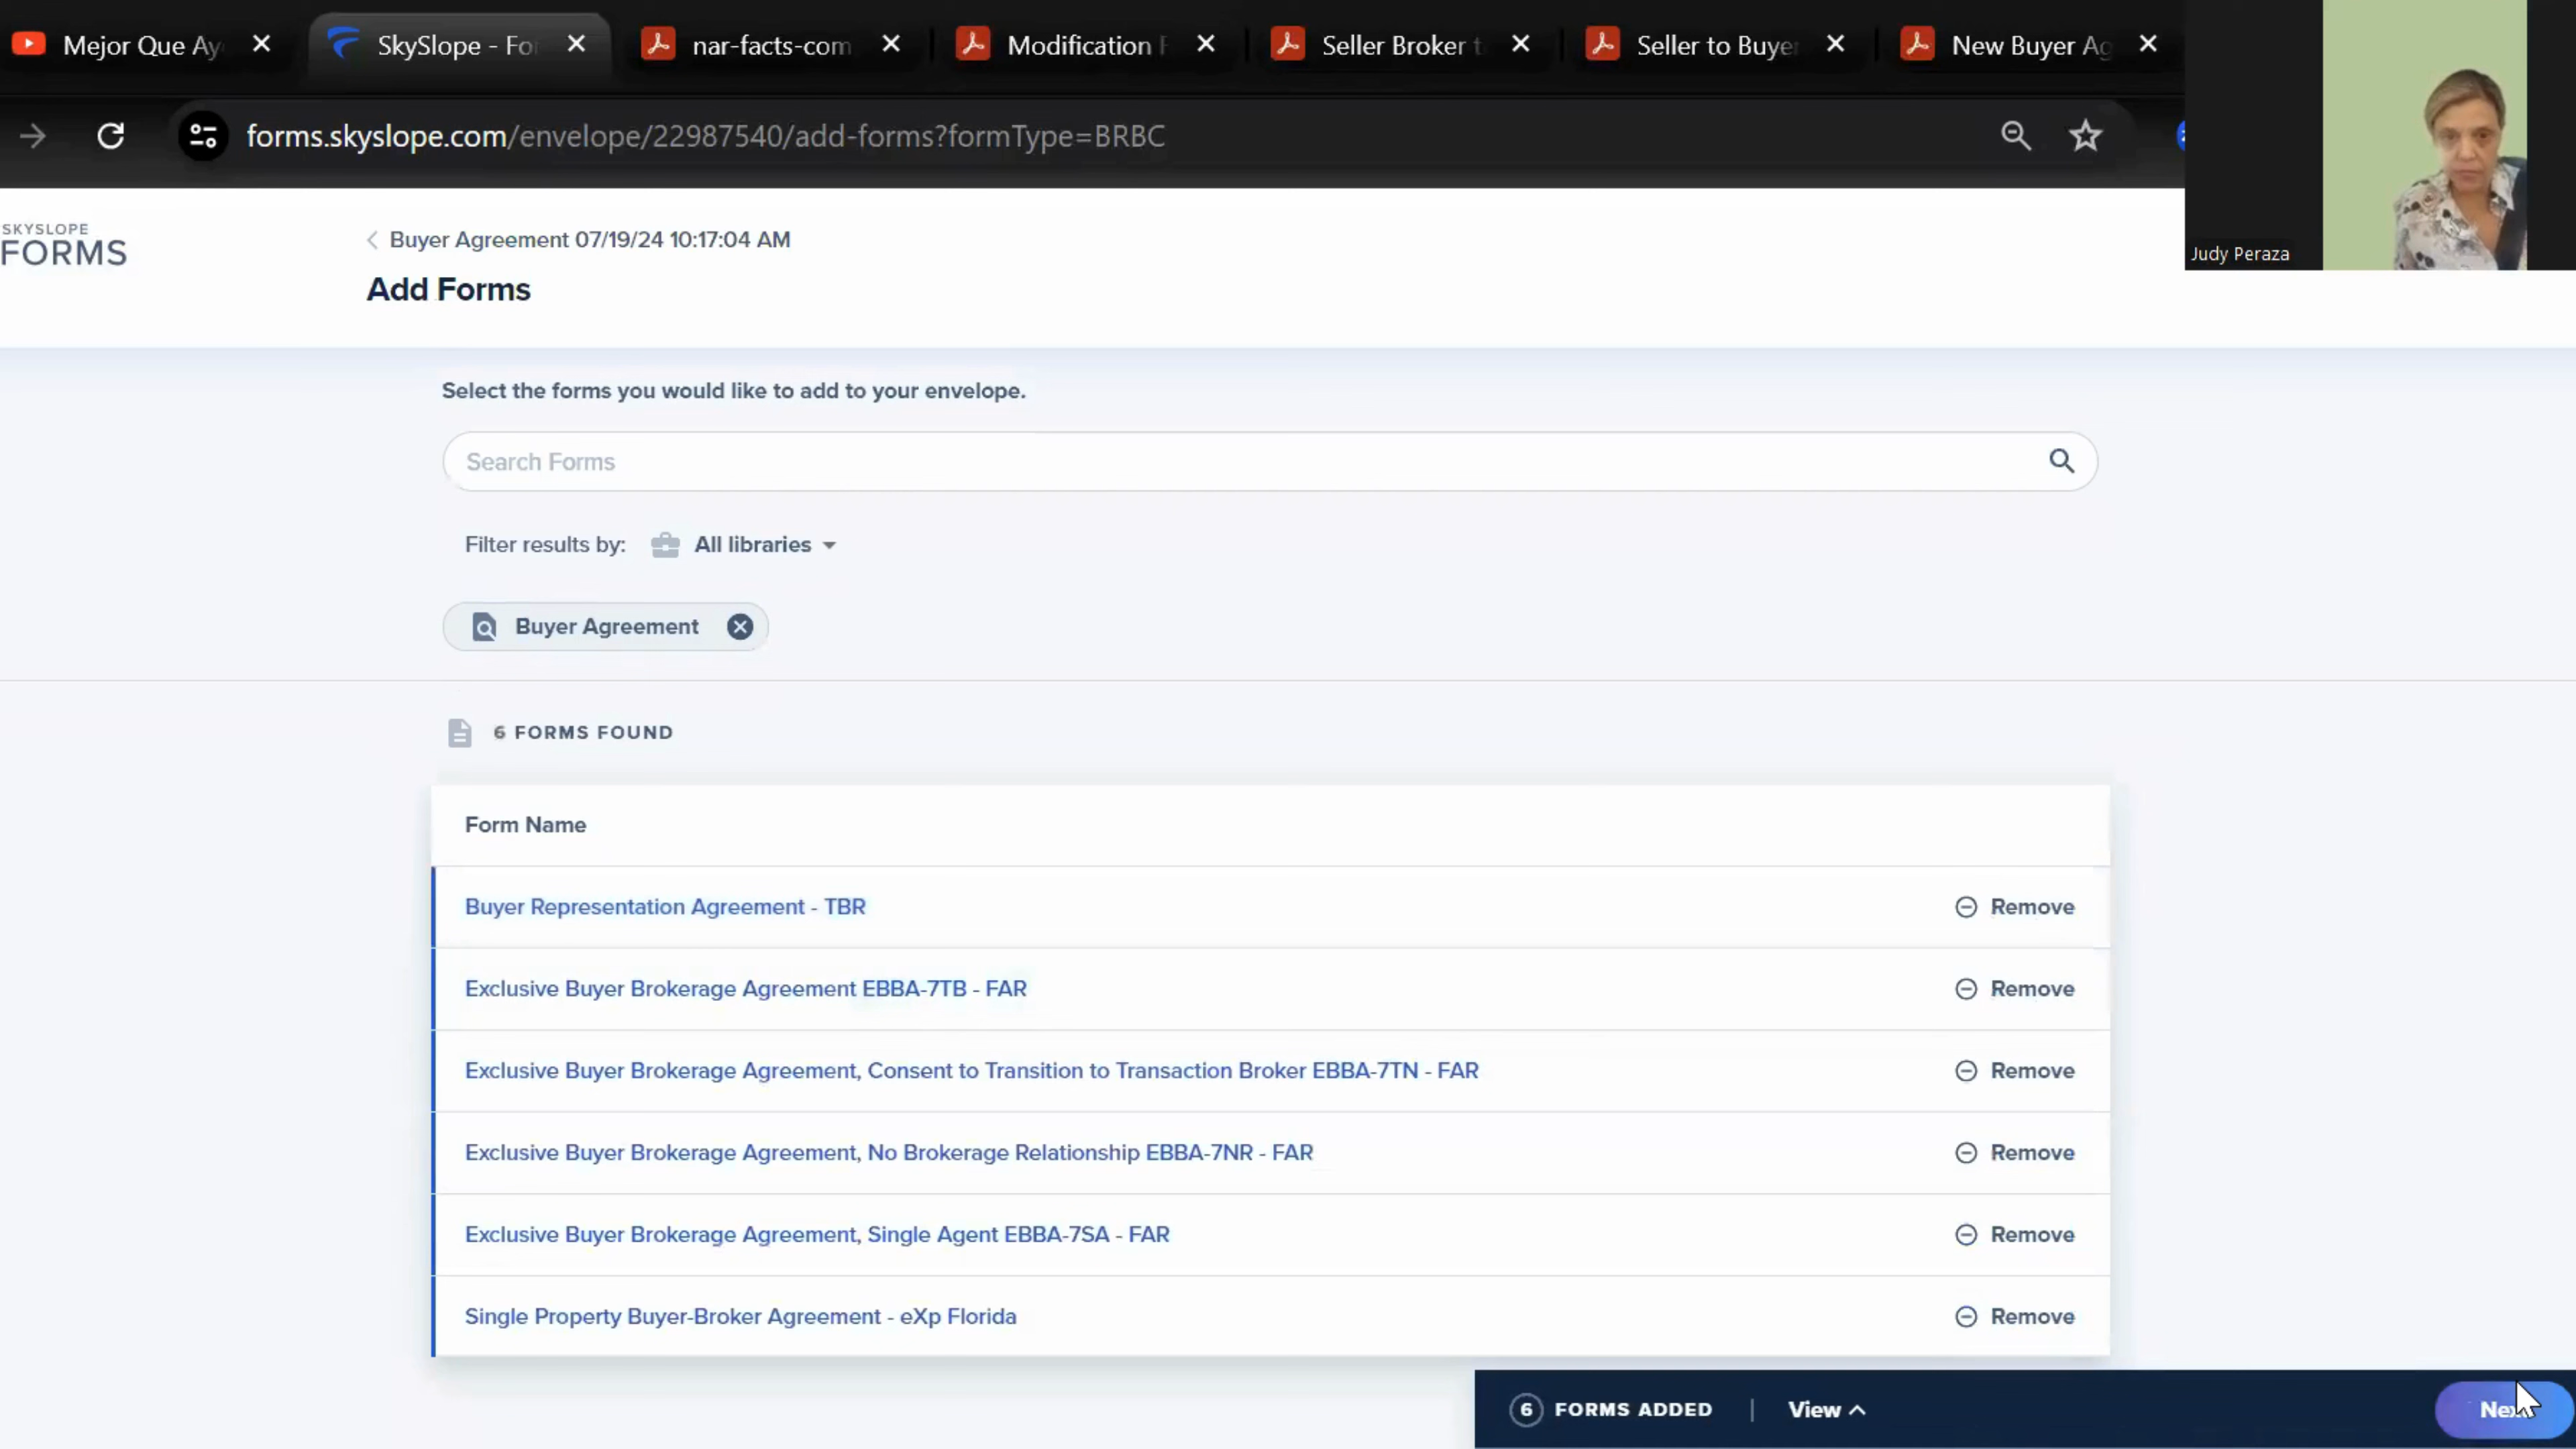 Mejor Que Ay
SkySlope - Fo
nar-facts-com
Modification F
Seller Broker t
Seller to Buye
New Buyer Ag
forms.skyslope.com/envelope/22987540/add-forms?formType=BRBC
Judy Peraza
SKYSLOPE
FORMS
Buyer Agreement 07/19/24 10:17:04 AM
Add Forms
Select the forms you would like to add to your envelope.
Search Forms
Filter results by: All libraries
Buyer Agreement
6 FORMS FOUND
Form Name
Buyer Representation Agreement - TBR Remove
Exclusive Buyer Brokerage Agreement EBBA-7TB - FAR Remove
Exclusive Buyer Brokerage Agreement, Consent to Transition to Transaction Broker EBBA-7TN - FAR Remove
Exclusive Buyer Brokerage Agreement, No Brokerage Relationship EBBA-7NR - FAR Remove
Exclusive Buyer Brokerage Agreement, Single Agent EBBA-7SA - FAR Remove
Single Property Buyer-Broker Agreement - eXp Florida Remove
6 FORMS ADDED | View Next